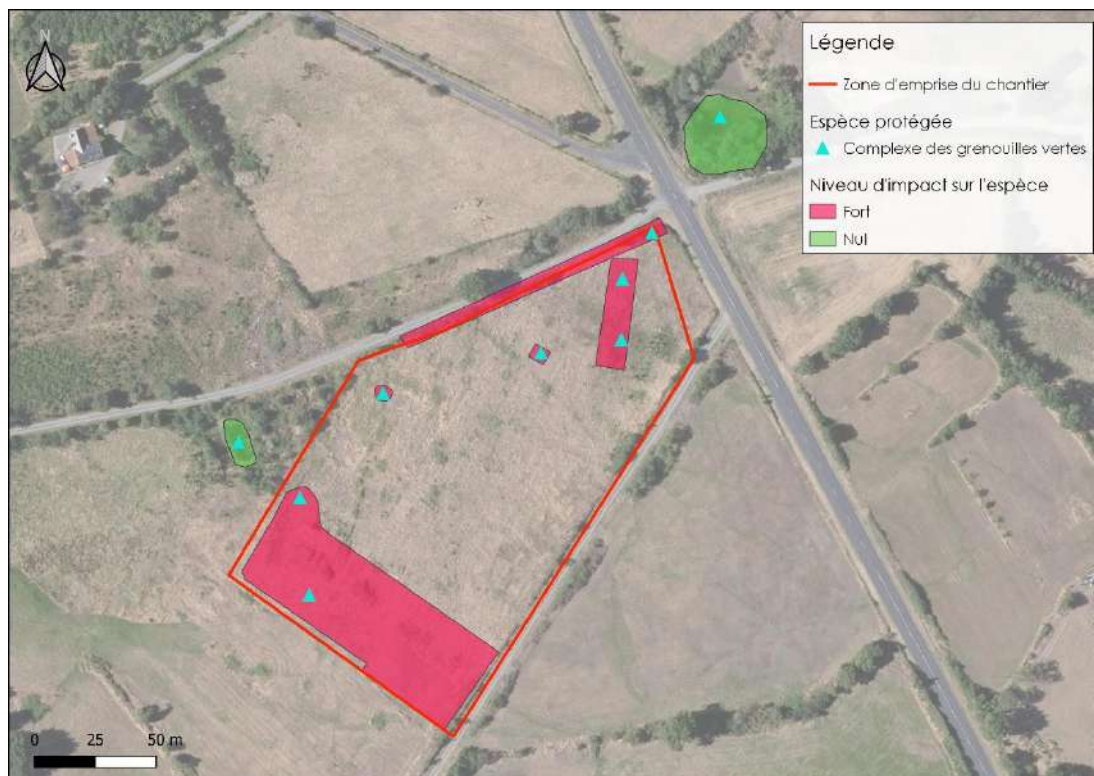 N
Légende
Zone d'emprise du chantier
Espèce protégée
Complexe des grenouilles vertes
Niveau d'impact sur l'espèce
Fort
Nul
0 25 50 m